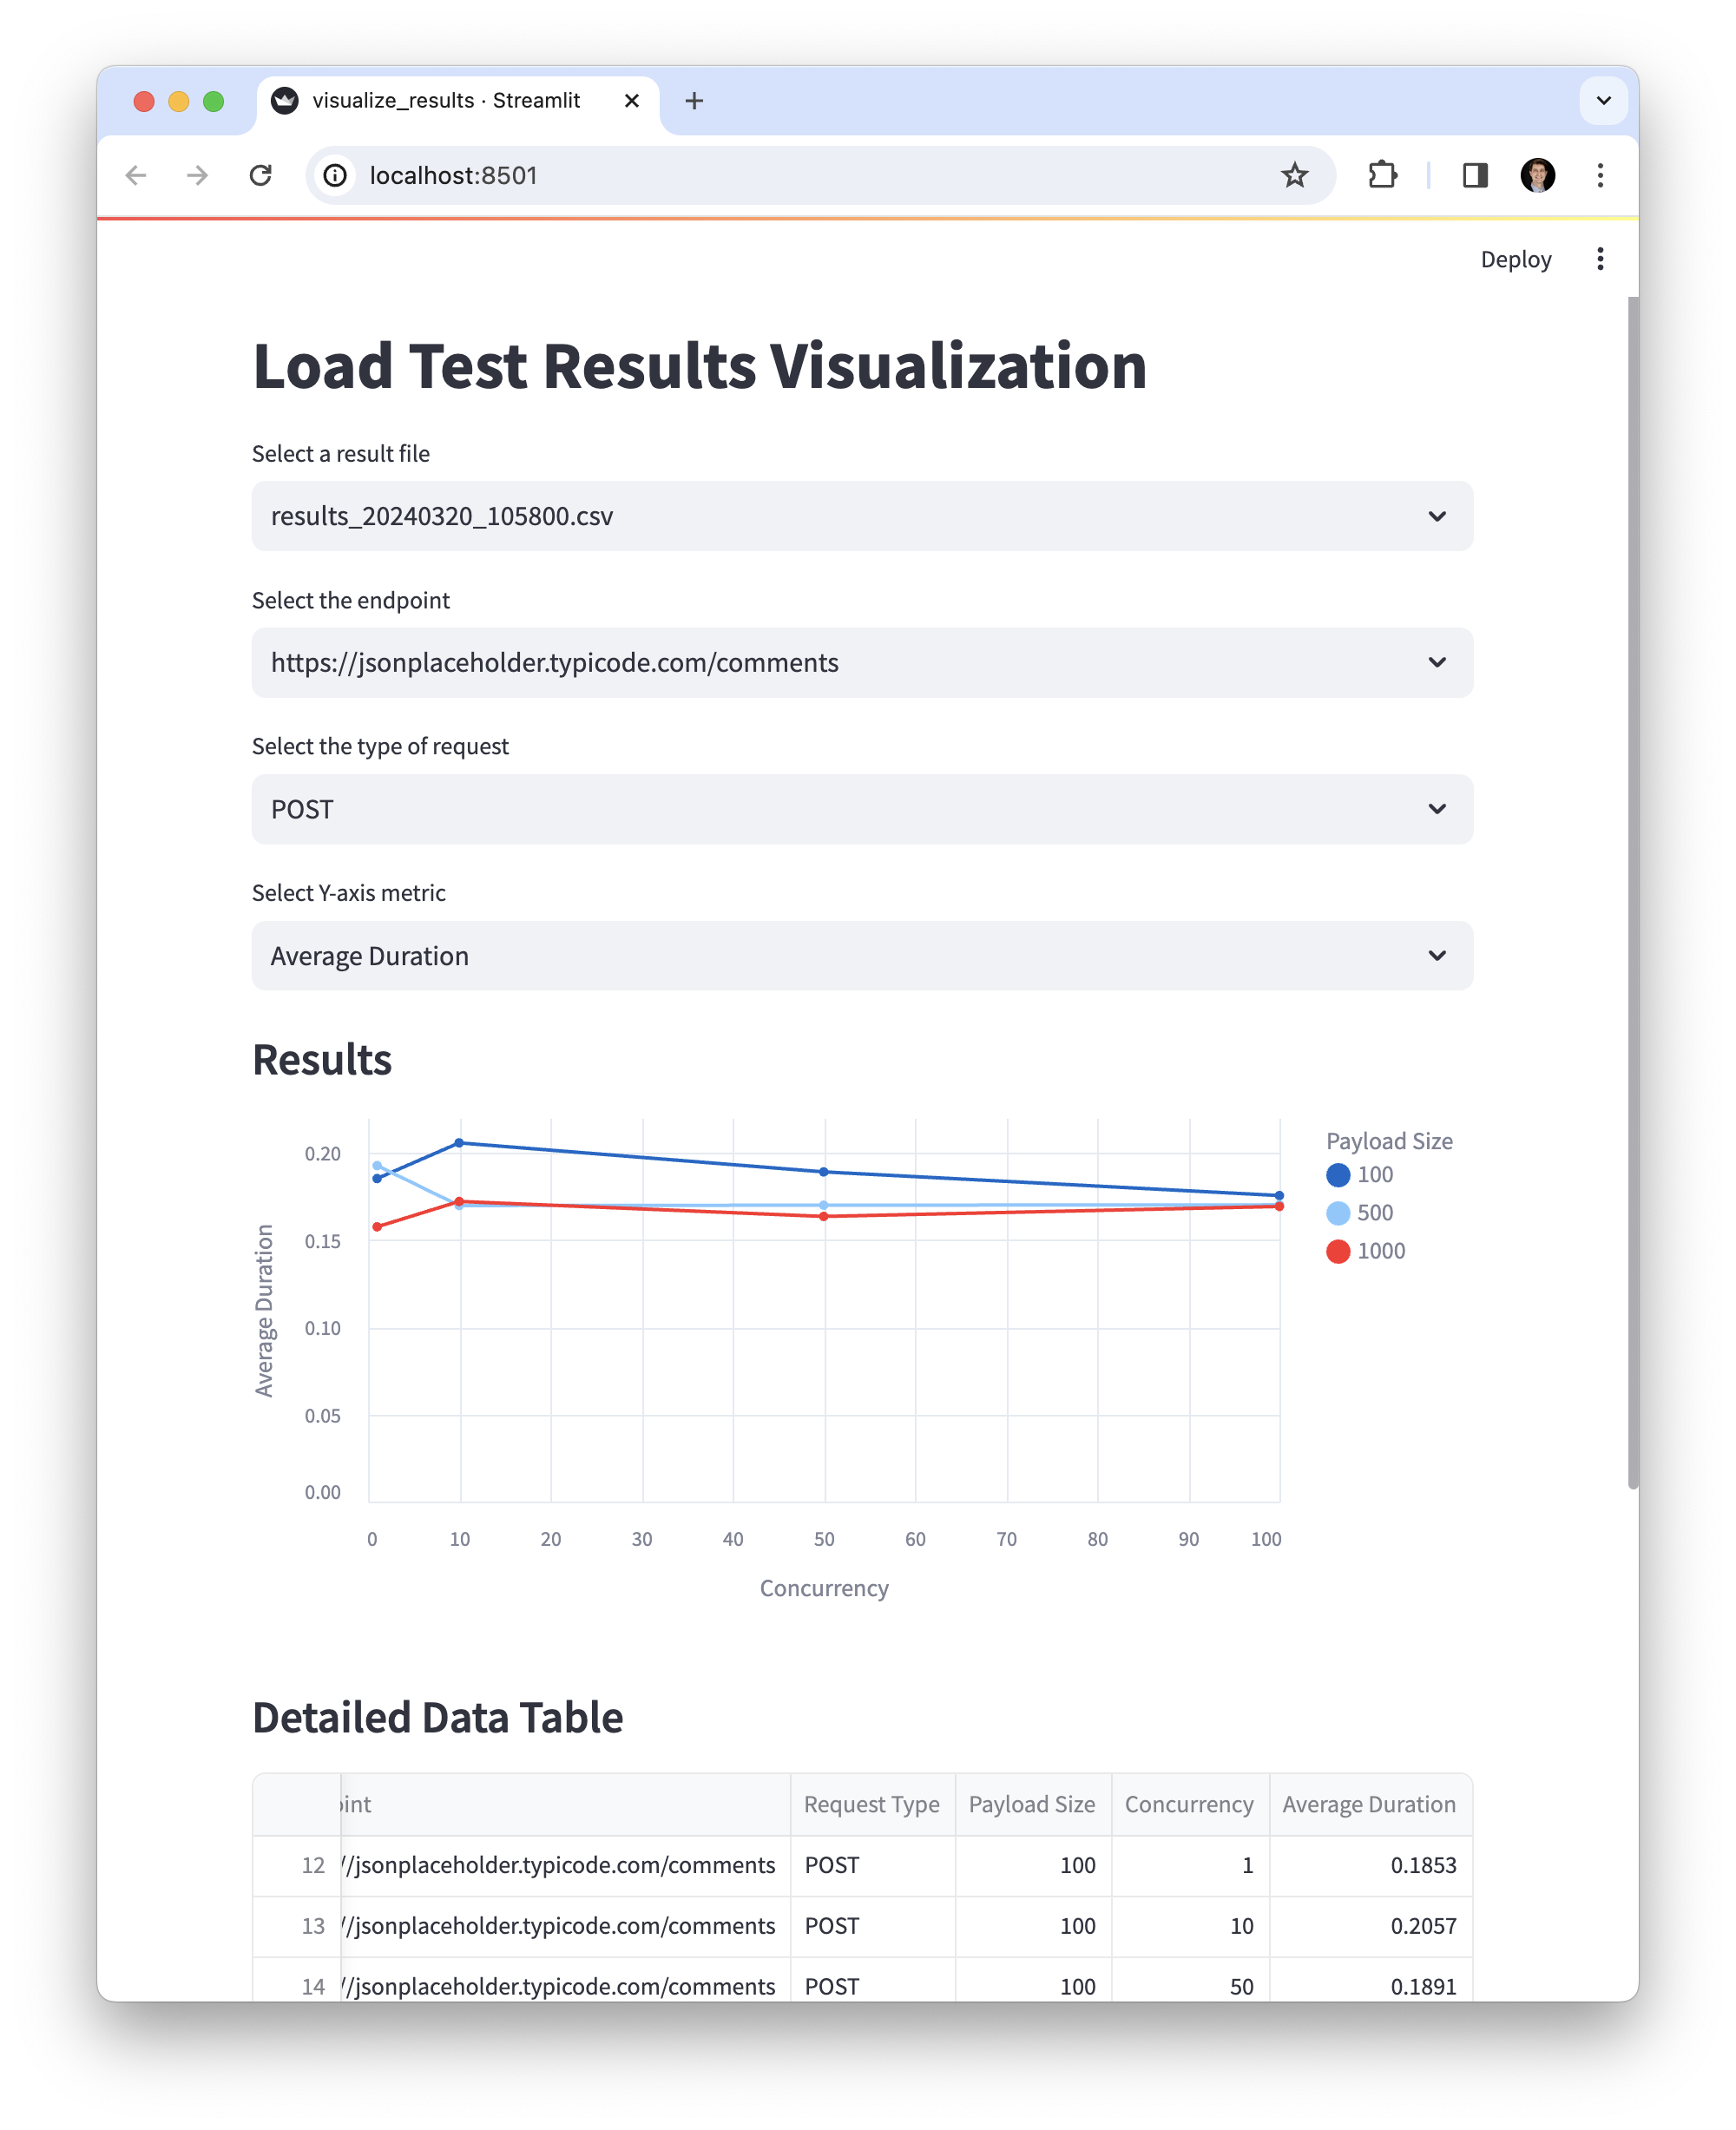 visualize_results · Streamlit
localhost:8501
Deploy
Load Test Results Visualization
Select a result file
results_20240320_105800.csv
Select the endpoint
https://jsonplaceholder.typicode.com/comments
Select the type of request
POST
Select Y-axis metric
Average Duration
Results
Payload Size
100
500
1000
0.20
0.15
0.10
0.05
0.00
Average Duration
0 10 20 30 40 50 60 70 80 90 100
Concurrency
Detailed Data Table
oint Request Type Payload Size Concurrency Average Duration
12 //jsonplaceholder.typicode.com/comments POST 100 1 0.1853
13 //jsonplaceholder.typicode.com/comments POST 100 10 0.2057
14 //jsonplaceholder.typicode.com/comments POST 100 50 0.1891